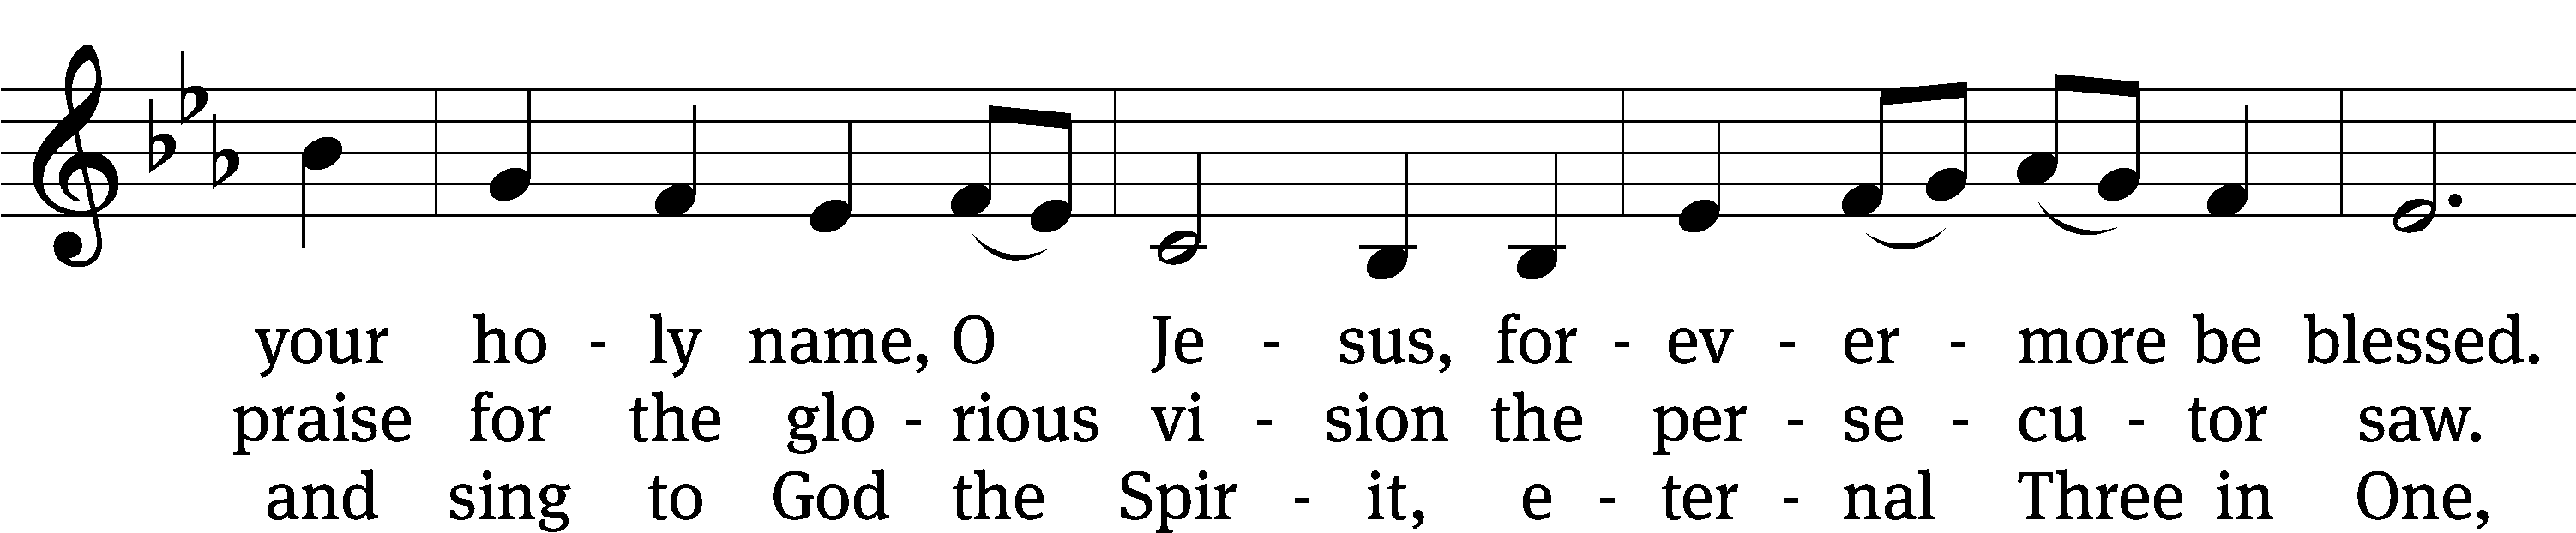 your ho - ly name, O Je - sus, for - ev - er - more be blessed.
praise for the glo - rious vi - sion the per - se - cu - tor saw.
and sing to God the Spir - it, e - ter - nal Three in One,